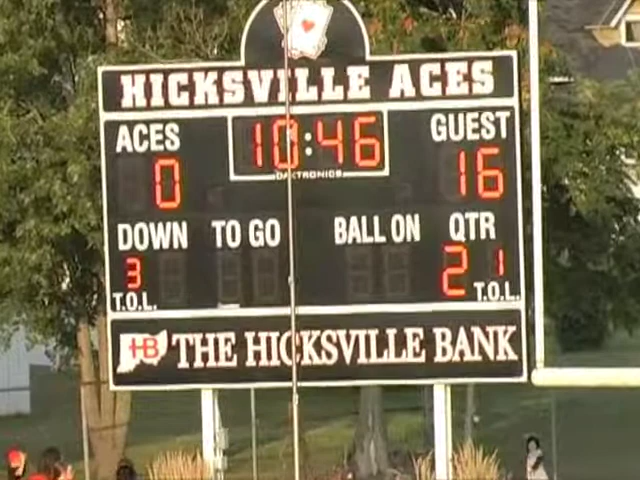 HICKSVILLE ACES
ACES 10:46 GUEST
DAKTRONICS
0 16
DOWN TO GO BALL ON QTR
3 2 1
T.O.L. T.O.L.
HB THE HICKSVILLE BANK